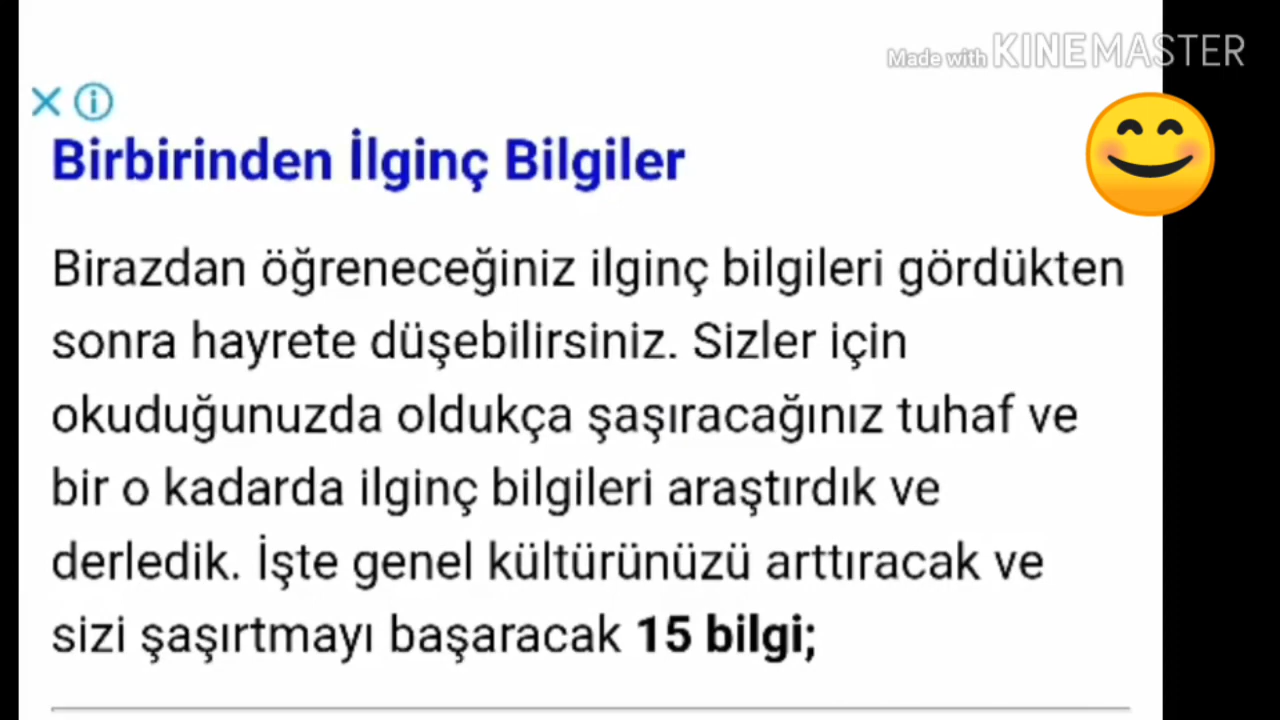 Made with KINEMASTER
Birbirinden İlginç Bilgiler
Birazdan öğreneceğiniz ilginç bilgileri gördükten
sonra hayrete düşebilirsiniz. Sizler için
okuduğunuzda oldukça şaşıracağınız tuhaf ve
bir o kadarda ilginç bilgileri araştırdık ve
derledik. İşte genel kültürünüzü arttıracak ve
sizi şaşırtmayı başaracak 15 bilgi;